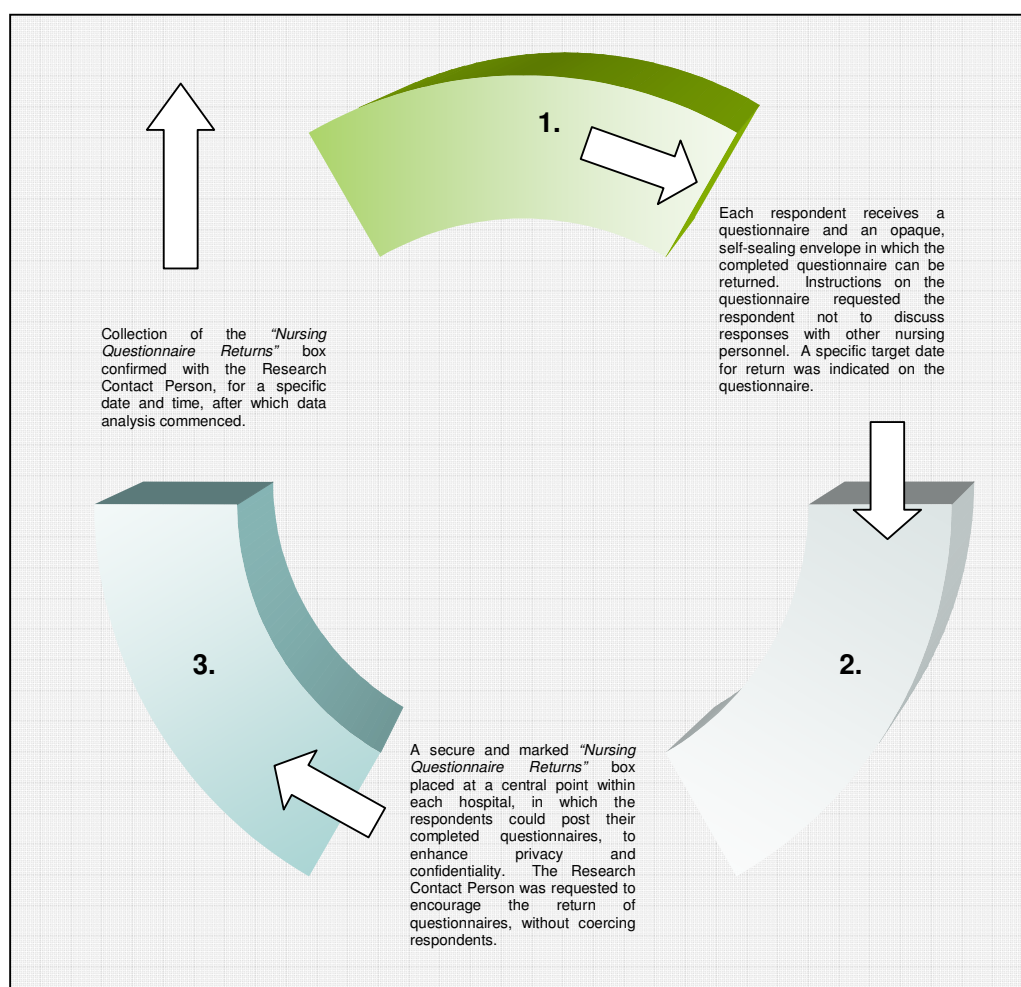 1.
Each respondent receives a
questionnaire and an opaque,
self-sealing envelope in which the
completed questionnaire can be
returned. Instructions on the
questionnaire requested the
respondent not to discuss
responses with other nursing
personnel. A specific target date
for return was indicated on the
questionnaire.
2.
A secure and marked “Nursing
Questionnaire Returns” box
placed at a central point within
each hospital, in which the
respondents could post their
completed questionnaires, to
enhance privacy and
confidentiality. The Research
Contact Person was requested to
encourage the return of
questionnaires, without coercing
respondents.
3.
Collection of the “Nursing
Questionnaire Returns” box
confirmed with the Research
Contact Person, for a specific
date and time, after which data
analysis commenced.